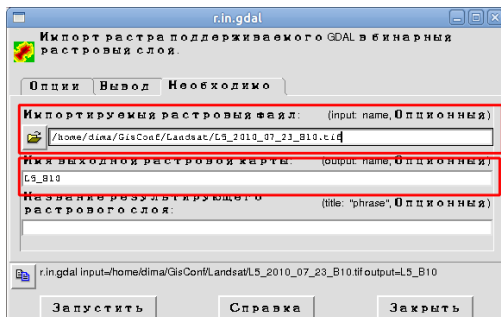 r.in.gdal
Импорт растра поддерживаемого GDAL в бинарный
растровый слой.
Опции Вывод Необходимо
Импортируемый растровый файл: (input: name, Опционный)
/home/dima/GisConf/Landsat/L5_2010_07_23_B10.tif
Имя выходной растровой карты: (output: name, Опционный)
L5_B10
Название результирующего
растрового слоя: (title: "phrase", Опционный)
r.in.gdal input=/home/dima/GisConf/Landsat/L5_2010_07_23_B10.tif output=L5_B10
Запустить Справка Закрыть